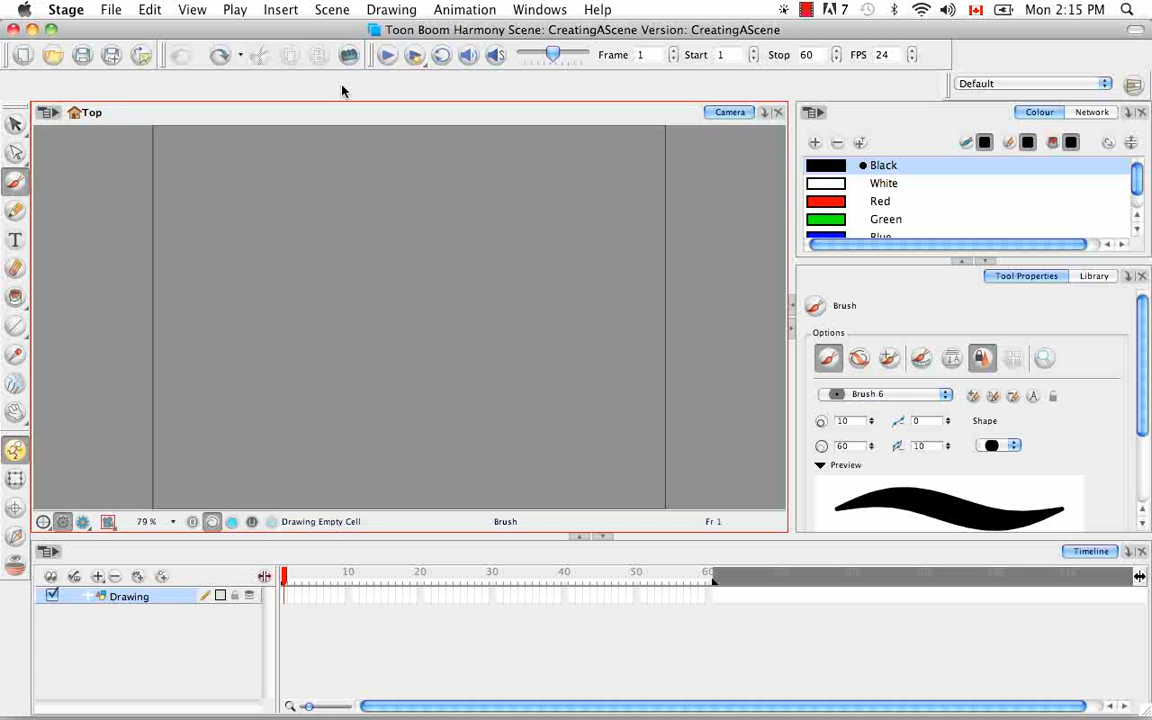 Stage File Edit View Play Insert Scene Drawing Animation Windows Help 7 Mon 2:15 PM
Toon Boom Harmony Scene: CreatingAScene Version: CreatingAScene
Frame 1 Start 1 Stop 60 FPS 24
Default
Top Camera
Colour Network
Black
White
Red
Green
Blue
Tool Properties Library
Brush
Options
Brush 6
10 0 Shape
60 10
Preview
79% Drawing Empty Cell Brush Fr 1
Timeline
10 20 30 40 50 60
Drawing